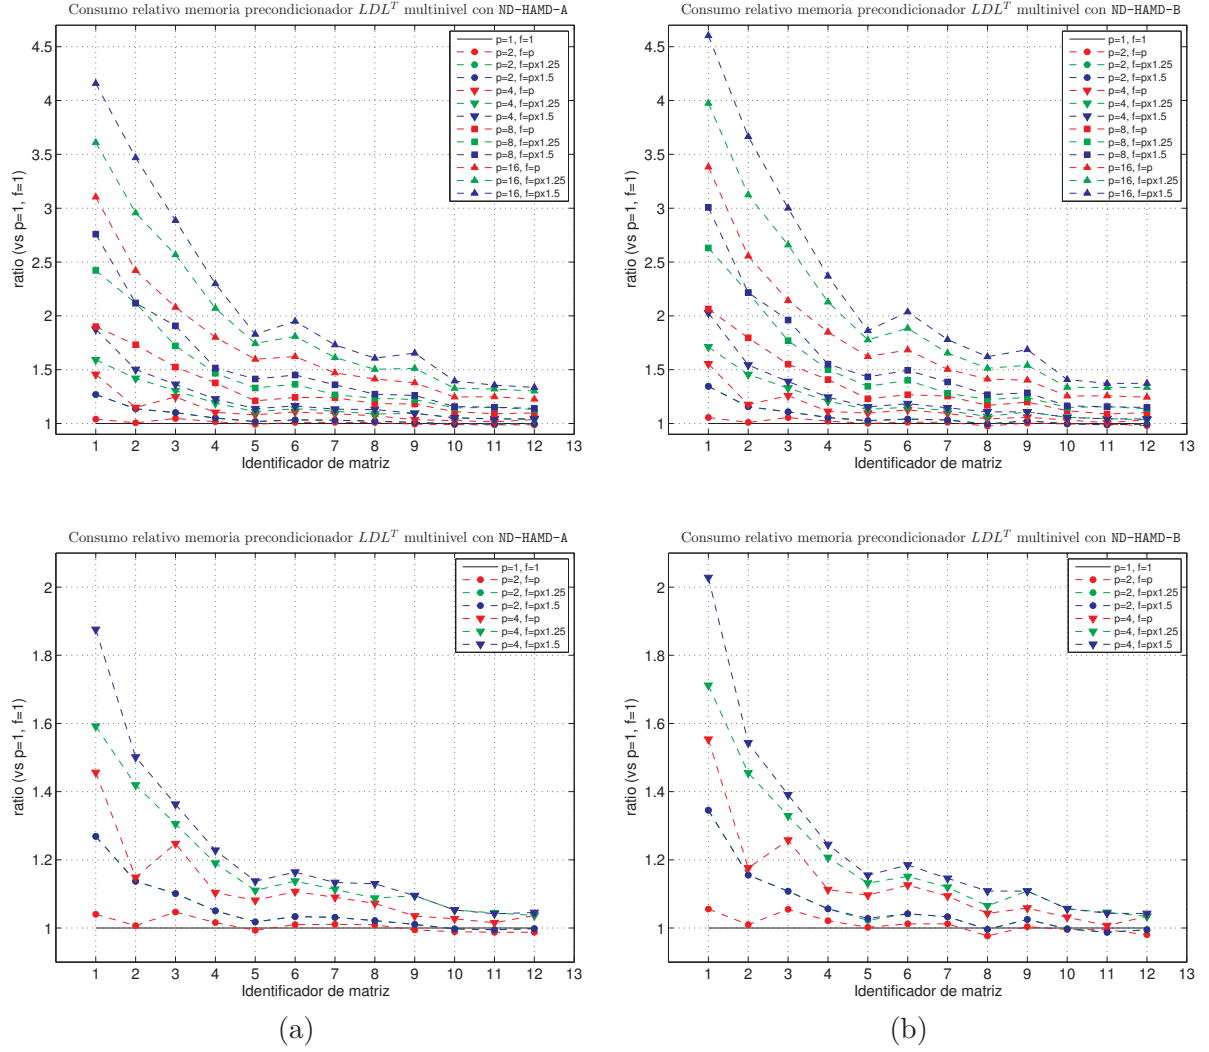 Consumo relativo memoria precondicionador LDL^T multinivel con ND-HAMD-A
4.5
4
3.5
3
2.5
2
1.5
1
ratio (vs p=1, f=1)
p=1, f=1
p=2, f=p
p=2, f=px1.25
p=2, f=px1.5
p=4, f=p
p=4, f=px1.25
p=4, f=px1.5
p=8, f=p
p=8, f=px1.25
p=8, f=px1.5
p=16, f=p
p=16, f=px1.25
p=16, f=px1.5
1 2 3 4 5 6 7 8 9 10 11 12 13
Identificador de matriz
Consumo relativo memoria precondicionador LDL^T multinivel con ND-HAMD-B
4.5
4
3.5
3
2.5
2
1.5
1
ratio (vs p=1, f=1)
p=1, f=1
p=2, f=p
p=2, f=px1.25
p=2, f=px1.5
p=4, f=p
p=4, f=px1.25
p=4, f=px1.5
p=8, f=p
p=8, f=px1.25
p=8, f=px1.5
p=16, f=p
p=16, f=px1.25
p=16, f=px1.5
1 2 3 4 5 6 7 8 9 10 11 12 13
Identificador de matriz
Consumo relativo memoria precondicionador LDL^T multinivel con ND-HAMD-A
2
1.8
1.6
1.4
1.2
1
ratio (vs p=1, f=1)
p=1, f=1
p=2, f=p
p=2, f=px1.25
p=2, f=px1.5
p=4, f=p
p=4, f=px1.25
p=4, f=px1.5
1 2 3 4 5 6 7 8 9 10 11 12 13
Identificador de matriz
(a)
Consumo relativo memoria precondicionador LDL^T multinivel con ND-HAMD-B
2
1.8
1.6
1.4
1.2
1
ratio (vs p=1, f=1)
p=1, f=1
p=2, f=p
p=2, f=px1.25
p=2, f=px1.5
p=4, f=p
p=4, f=px1.25
p=4, f=px1.5
1 2 3 4 5 6 7 8 9 10 11 12 13
Identificador de matriz
(b)